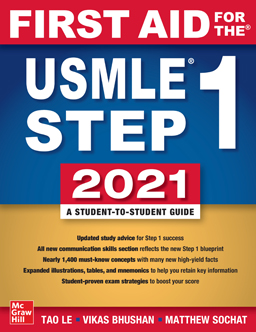 FIRST AID FOR THE®
USMLE®
STEP 1
2021
A STUDENT-TO-STUDENT GUIDE
Updated study advice for Step 1 success
All new communication skills section reflects the new Step 1 blueprint
Nearly 1,400 must-know concepts with many new high-yield facts
Expanded illustrations, tables, and mnemonics to help you retain key information
Student-proven exam strategies to boost your score
Mc
Graw
Hill
TAO LE • VIKAS BHUSHAN • MATTHEW SOCHAT